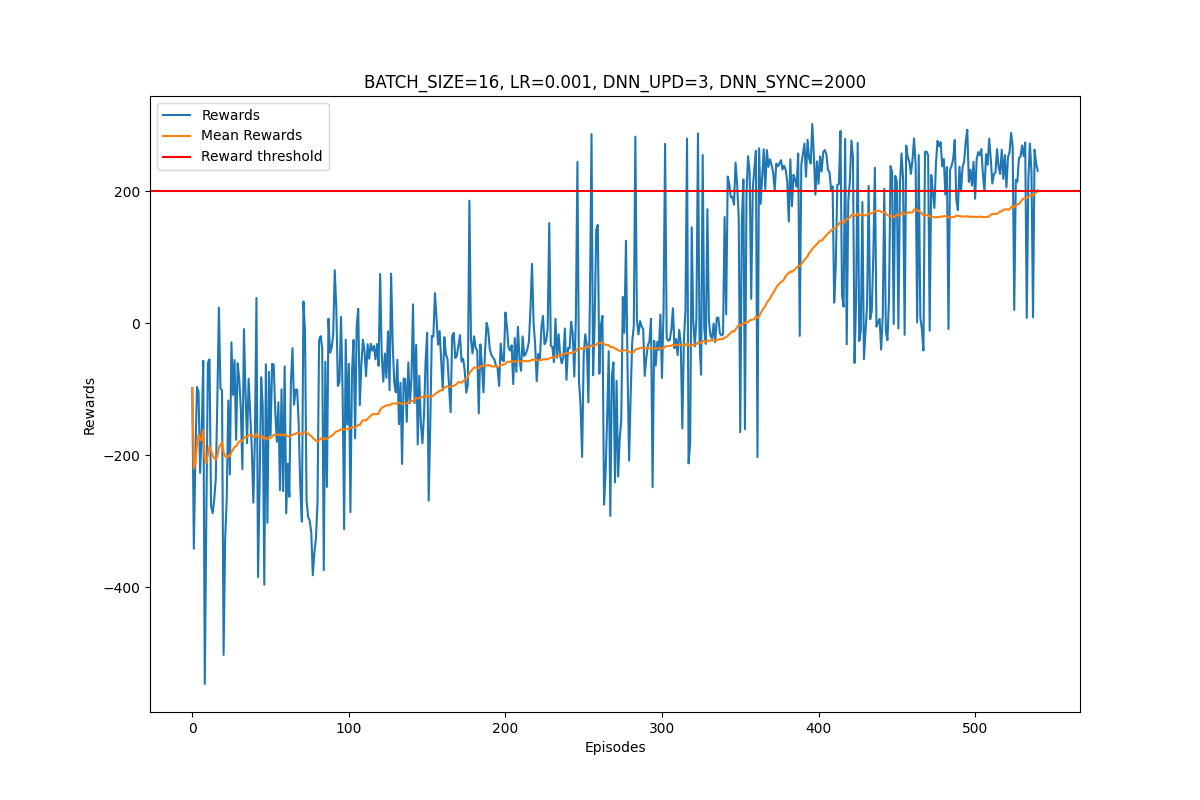 BATCH_SIZE=16, LR=0.001, DNN_UPD=3, DNN_SYNC=2000
Rewards
Mean Rewards
Reward threshold
200
0
−200
−400
Rewards
0 100 200 300 400 500
Episodes